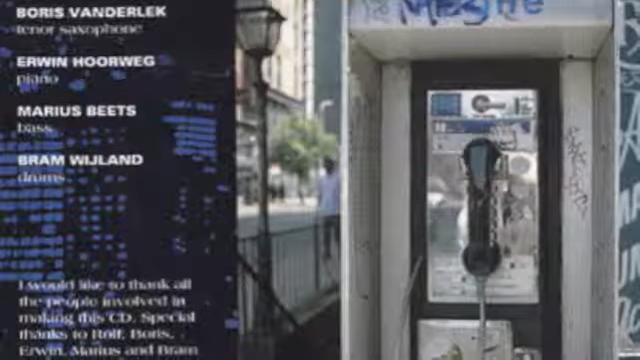 BORIS VANDERLEK
tenor saxophone
ERWIN HOORWEG
piano
MARIUS BEETS
bass
BRAM WIJLAND
drums
I would like to thank all
the people involved in
making this CD. Special
thanks to Rolf, Boris,
Erwin, Marius and Bram